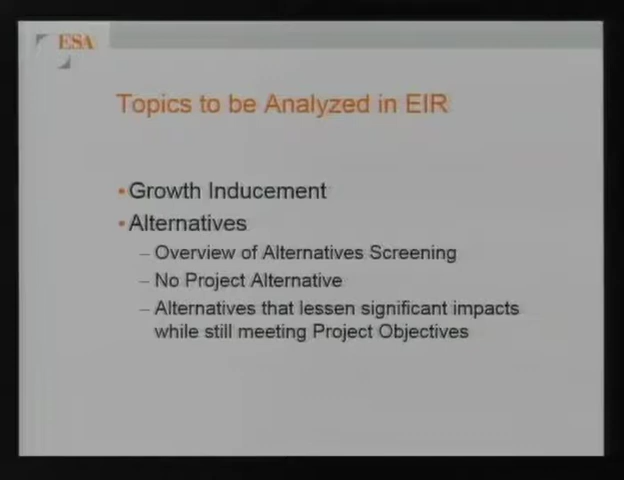 ESA
Topics to be Analyzed in EIR
•Growth Inducement
•Alternatives
– Overview of Alternatives Screening
– No Project Alternative
– Alternatives that lessen significant impacts
while still meeting Project Objectives